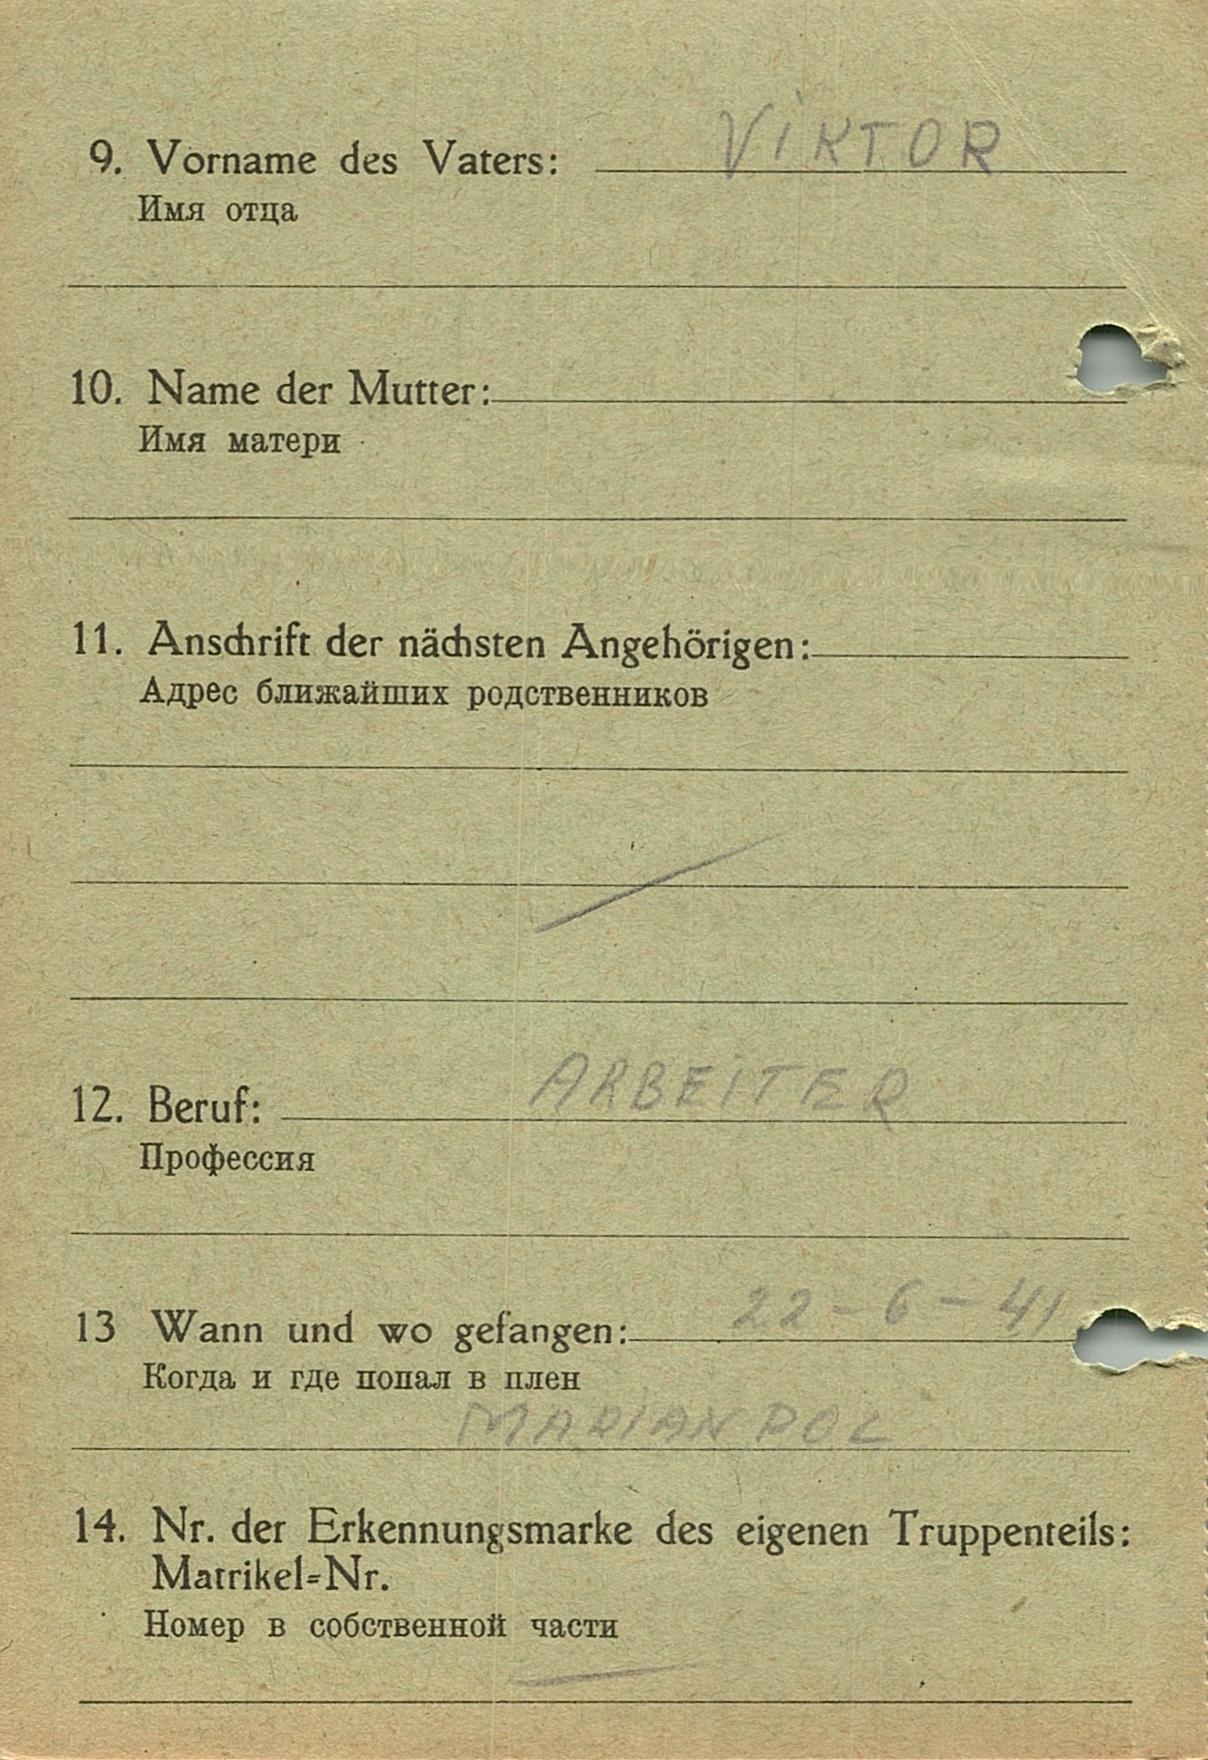 9. Vorname des Vaters: VIKTOR
Имя отца
10. Name der Mutter:
Имя матери
11. Anschrift der nächsten Angehörigen:
Адрес ближайших родственников
12. Beruf: ARBEITER
Профессия
13 Wann und wo gefangen: 22-6-41
Когда и где попал в плен
MARIANPOL
14. Nr. der Erkennungsmarke des eigenen Truppenteils:
Matrikel=Nr.
Номер в собственной части